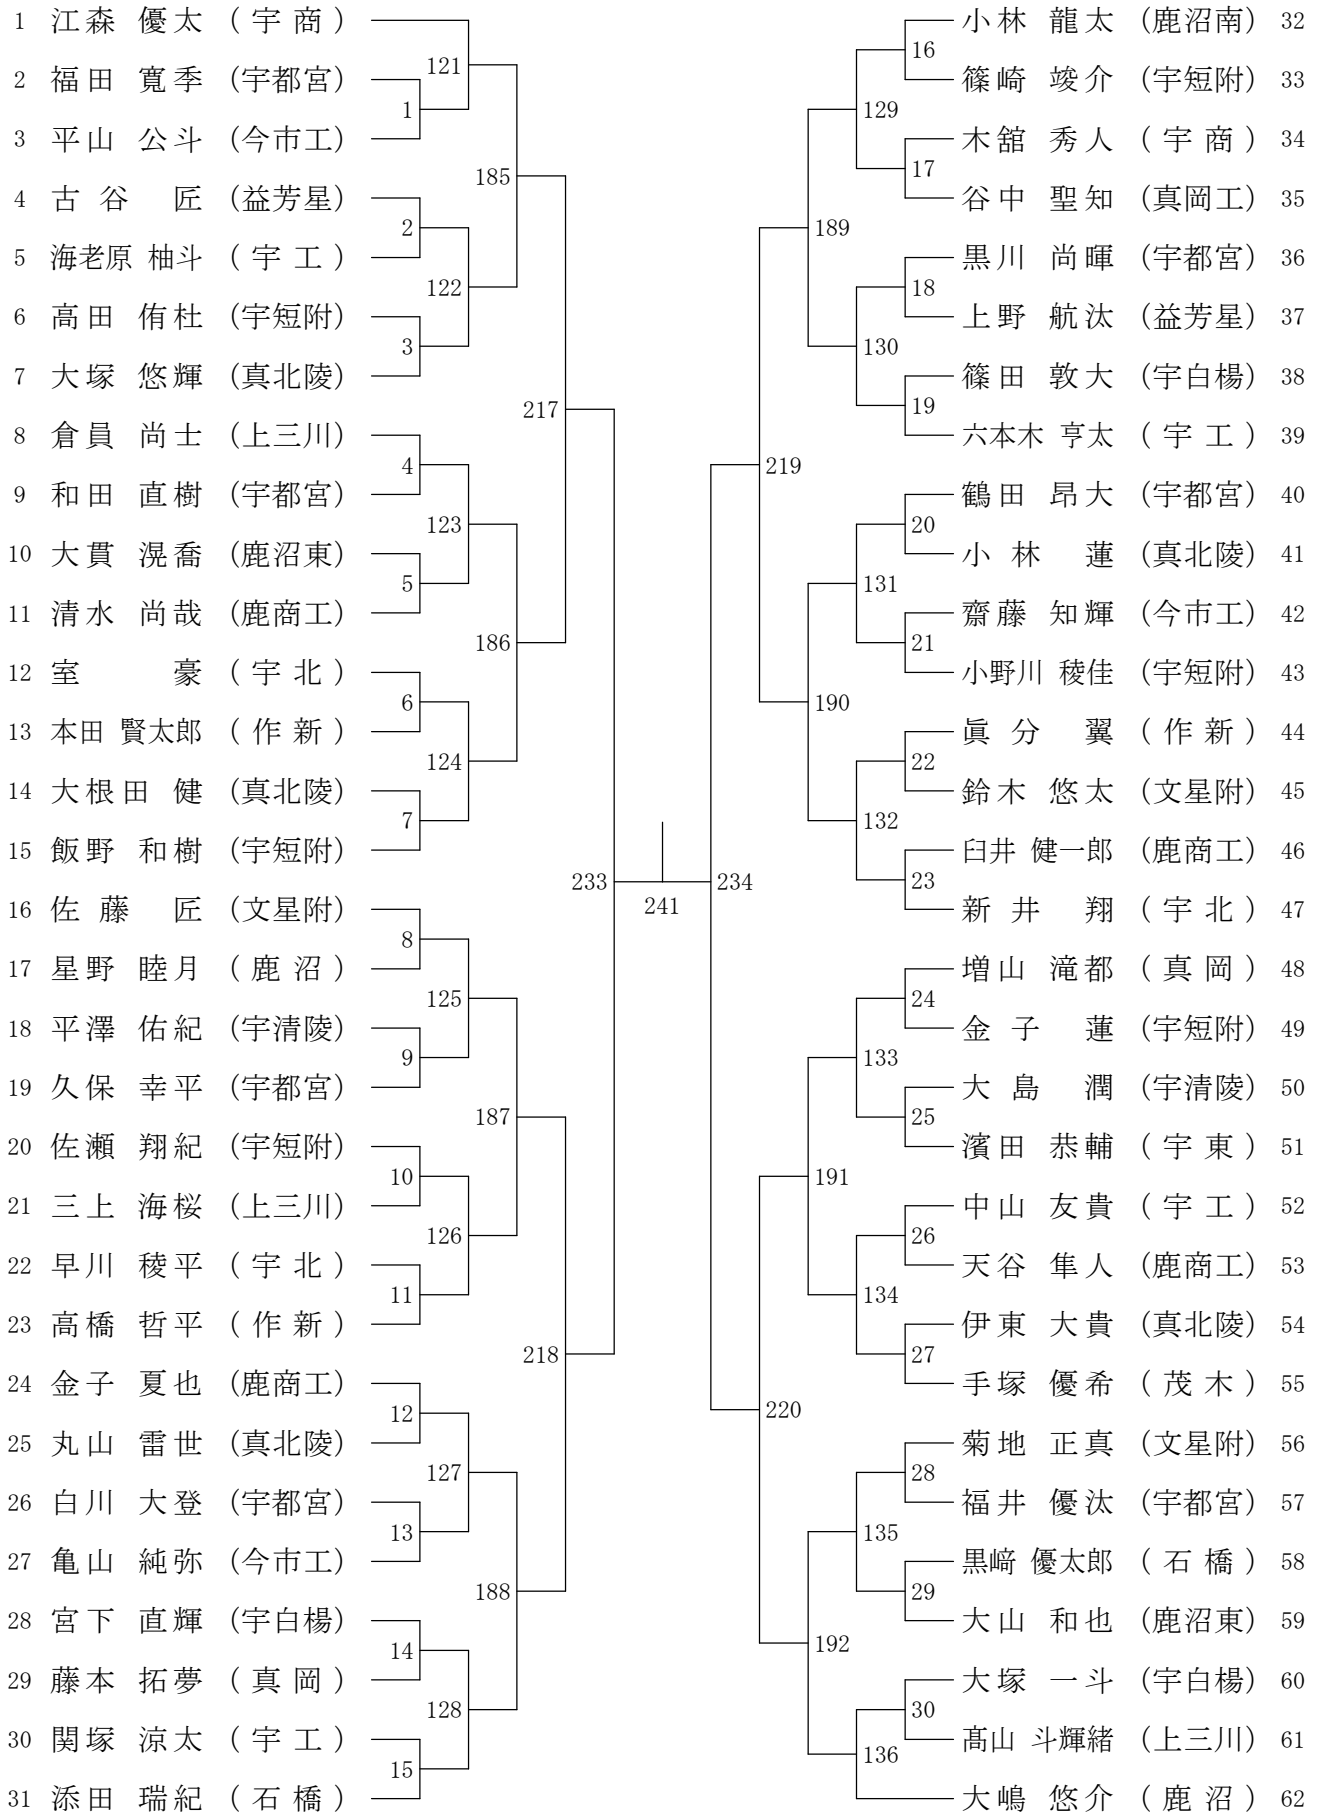 1 江森 優太 (宇 商)
2 福田 寛季 (宇都宮)
3 平山 公斗 (今市工)
4 古谷 匠 (益芳星)
5 海老原 柚斗 (宇 工)
6 高田 侑杜 (宇短附)
7 大塚 悠輝 (真北陵)
8 倉員 尚士 (上三川)
9 和田 直樹 (宇都宮)
10 大貫 滉喬 (鹿沼東)
11 清水 尚哉 (鹿商工)
12 室 豪 (宇 北)
13 本田 賢太郎 (作 新)
14 大根田 健 (真北陵)
15 飯野 和樹 (宇短附)
16 佐藤 匠 (文星附)
17 星野 睦月 (鹿 沼)
18 平澤 佑紀 (宇清陵)
19 久保 幸平 (宇都宮)
20 佐瀬 翔紀 (宇短附)
21 三上 海桜 (上三川)
22 早川 稜平 (宇 北)
23 高橋 哲平 (作 新)
24 金子 夏也 (鹿商工)
25 丸山 雷世 (真北陵)
26 白川 大登 (宇都宮)
27 亀山 純弥 (今市工)
28 宮下 直輝 (宇白楊)
29 藤本 拓夢 (真 岡)
30 関塚 涼太 (宇 工)
31 添田 瑞紀 (石 橋)
1
2
3
4
5
6
7
8
9
10
11
12
13
14
15
121
122
123
124
125
126
127
128
185
186
187
188
217
218
233
241
234
219
220
189
190
191
192
129
130
131
132
133
134
135
136
16
17
18
19
20
21
22
23
24
25
26
27
28
29
30
小林 龍太 (鹿沼南) 32
篠崎 竣介 (宇短附) 33
木舘 秀人 (宇 商) 34
谷中 聖知 (真岡工) 35
黒川 尚暉 (宇都宮) 36
上野 航汰 (益芳星) 37
篠田 敦大 (宇白楊) 38
六本木 亨太 (宇 工) 39
鶴田 昂大 (宇都宮) 40
小林 蓮 (真北陵) 41
齋藤 知輝 (今市工) 42
小野川 稜佳 (宇短附) 43
眞分 翼 (作 新) 44
鈴木 悠太 (文星附) 45
臼井 健一郎 (鹿商工) 46
新井 翔 (宇 北) 47
増山 滝都 (真 岡) 48
金子 蓮 (宇短附) 49
大島 潤 (宇清陵) 50
濱田 恭輔 (宇 東) 51
中山 友貴 (宇 工) 52
天谷 隼人 (鹿商工) 53
伊東 大貴 (真北陵) 54
手塚 優希 (茂 木) 55
菊地 正真 (文星附) 56
福井 優汰 (宇都宮) 57
黒﨑 優太郎 (石 橋) 58
大山 和也 (鹿沼東) 59
大塚 一斗 (宇白楊) 60
髙山 斗輝緒 (上三川) 61
大嶋 悠介 (鹿 沼) 62